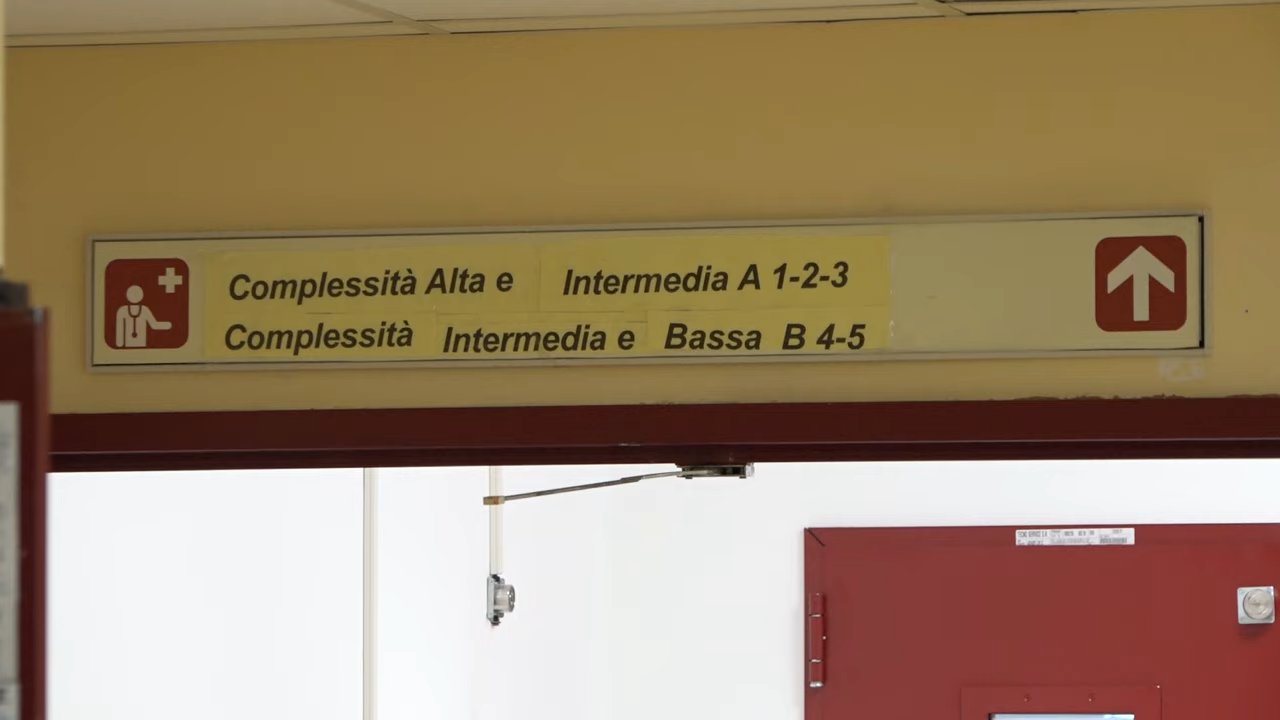 Complessità Alta e Intermedia A 1-2-3
Complessità Intermedia e Bassa B 4-5